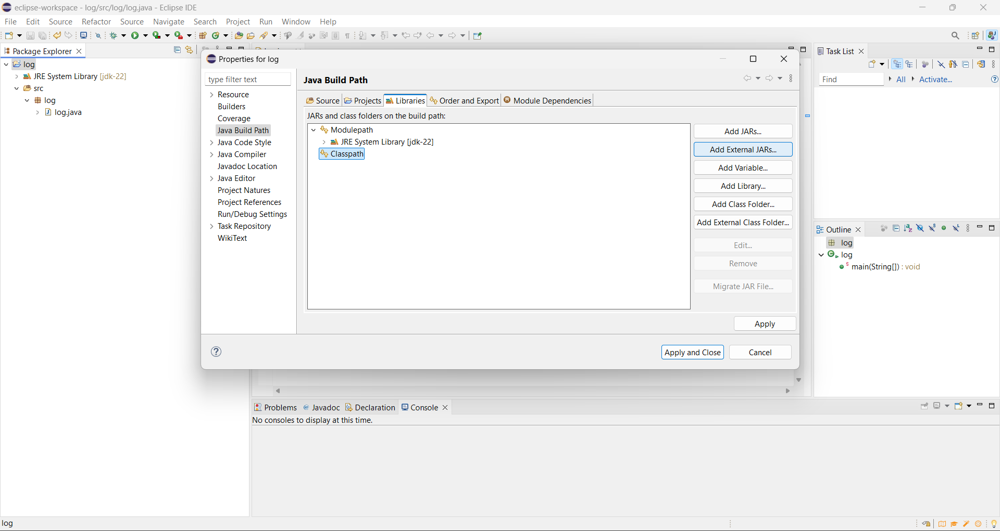 eclipse-workspace - log/src/log/log.java - Eclipse IDE
File Edit Source Refactor Source Navigate Search Project Run Window Help
Package Explorer
log
JRE System Library [jdk-22]
src
log
log.java
Properties for log
type filter text
Resource
Builders
Coverage
Java Build Path
Java Code Style
Java Compiler
Javadoc Location
Java Editor
Project Natures
Project References
Run/Debug Settings
Task Repository
WikiText
Java Build Path
Source Projects Libraries Order and Export Module Dependencies
JARs and class folders on the build path:
Modulepath
JRE System Library [jdk-22]
Classpath
Add JARs...
Add External JARs...
Add Variable...
Add Library...
Add Class Folder...
Add External Class Folder...
Edit...
Remove
Migrate JAR File...
Apply
Apply and Close Cancel
Task List
Find All Activate...
Outline
log
log
main(String[]) : void
Problems Javadoc Declaration Console
No consoles to display at this time.
log